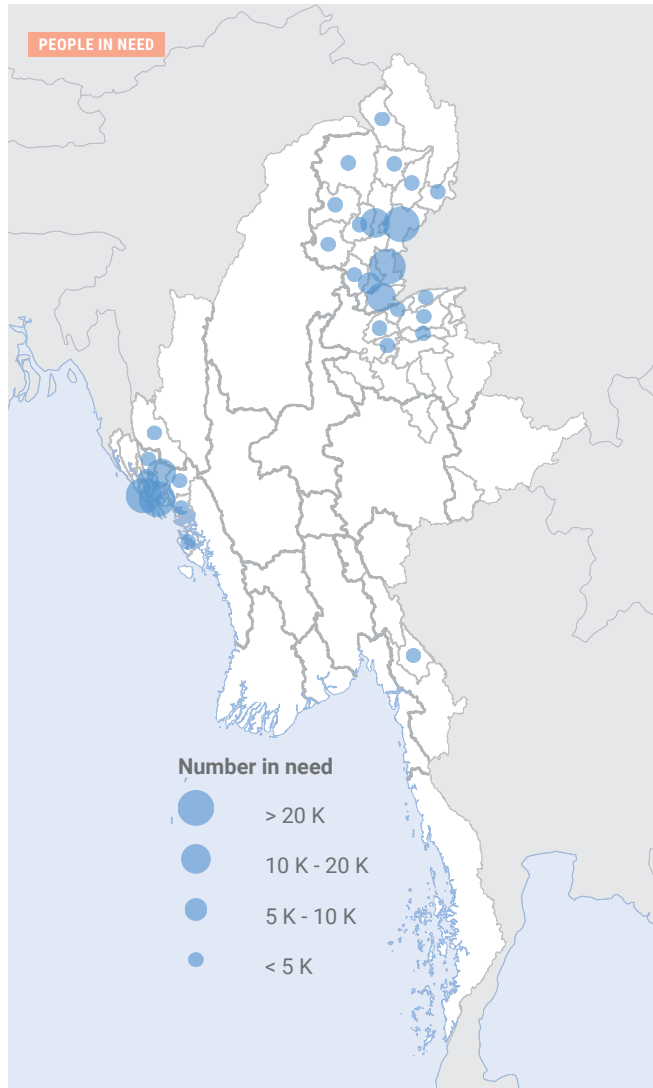 PEOPLE IN NEED
Number in need
> 20 K
10 K - 20 K
5 K - 10 K
< 5 K